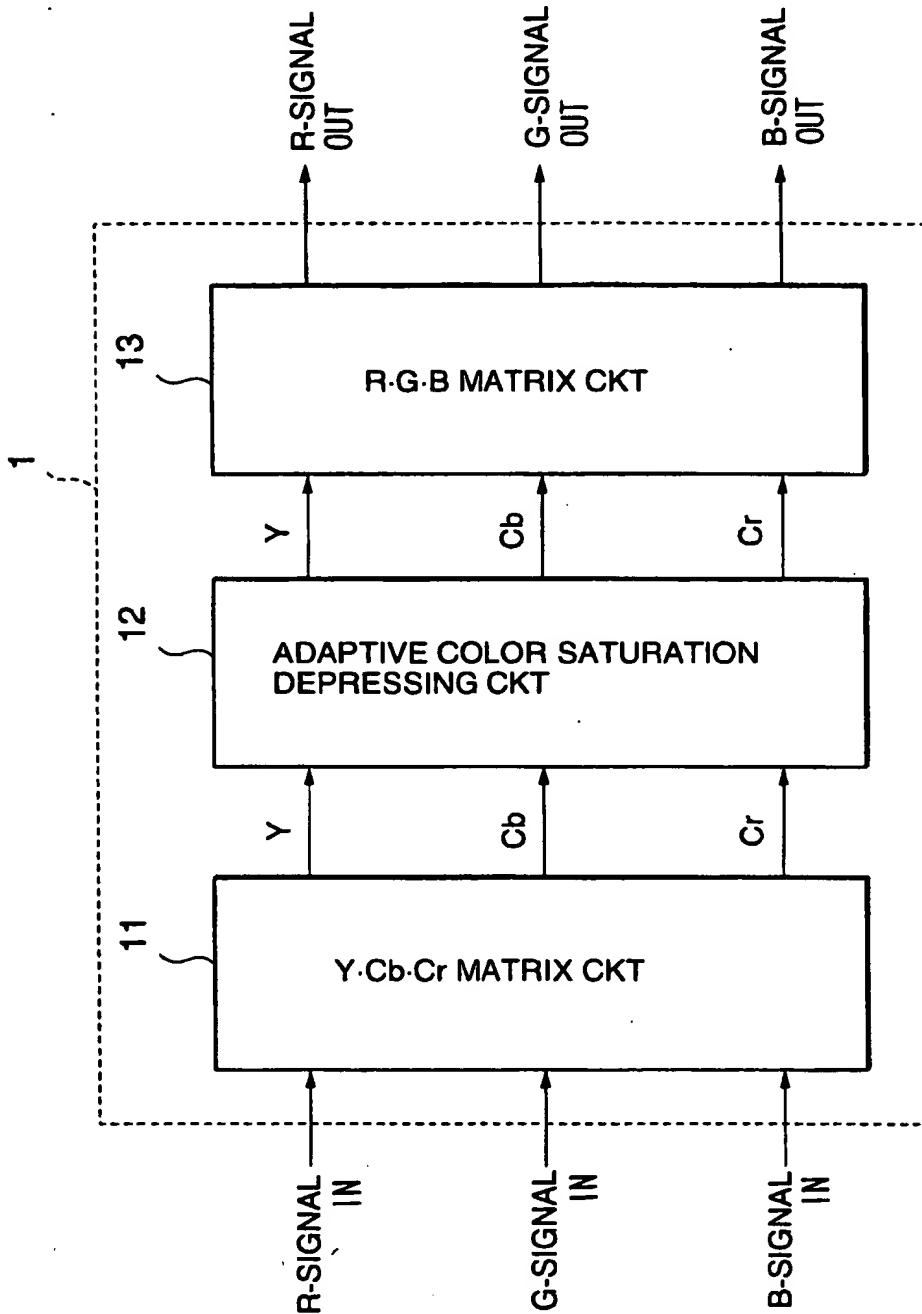 1
11
12
13
R-SIGNAL
IN
G-SIGNAL
IN
B-SIGNAL
IN
Y·Cb·Cr MATRIX CKT
Y
Cb
Cr
ADAPTIVE COLOR SATURATION
DEPRESSING CKT
Y
Cb
Cr
R·G·B MATRIX CKT
R-SIGNAL
OUT
G-SIGNAL
OUT
B-SIGNAL
OUT